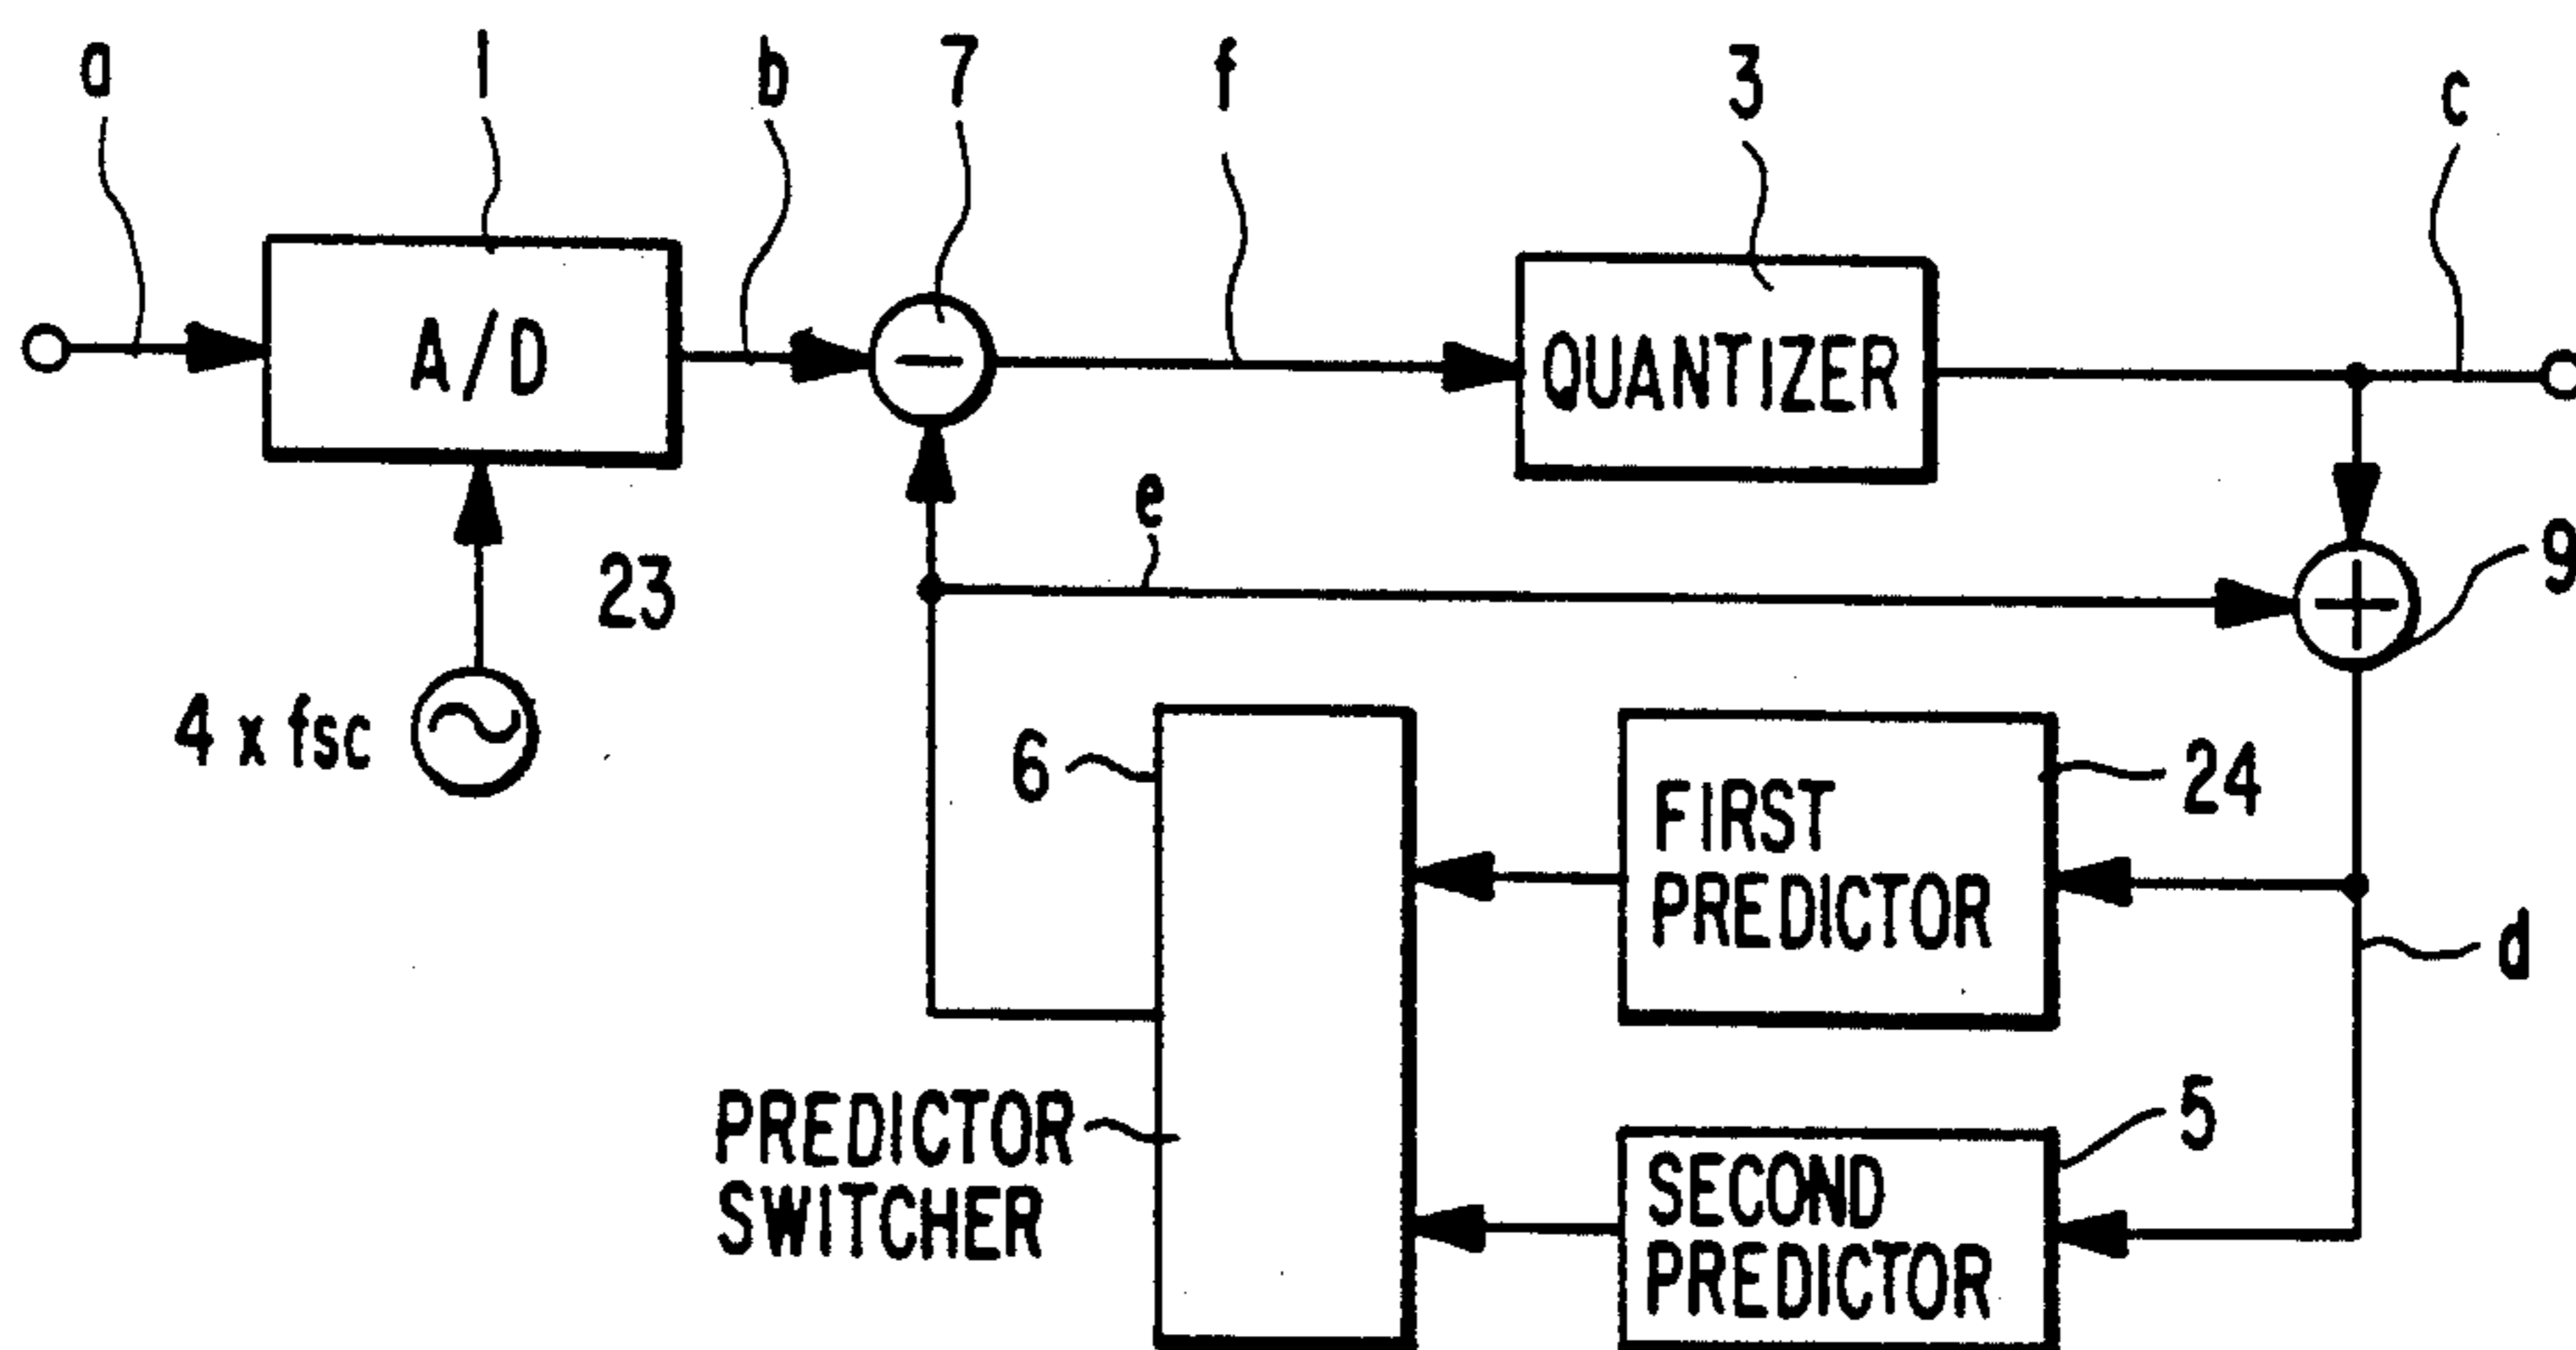 a
1
b
7
f
3
c
A/D
QUANTIZER
e
9
23
4 x fsc
6
FIRST
PREDICTOR
24
d
PREDICTOR
SWITCHER
SECOND
PREDICTOR
5